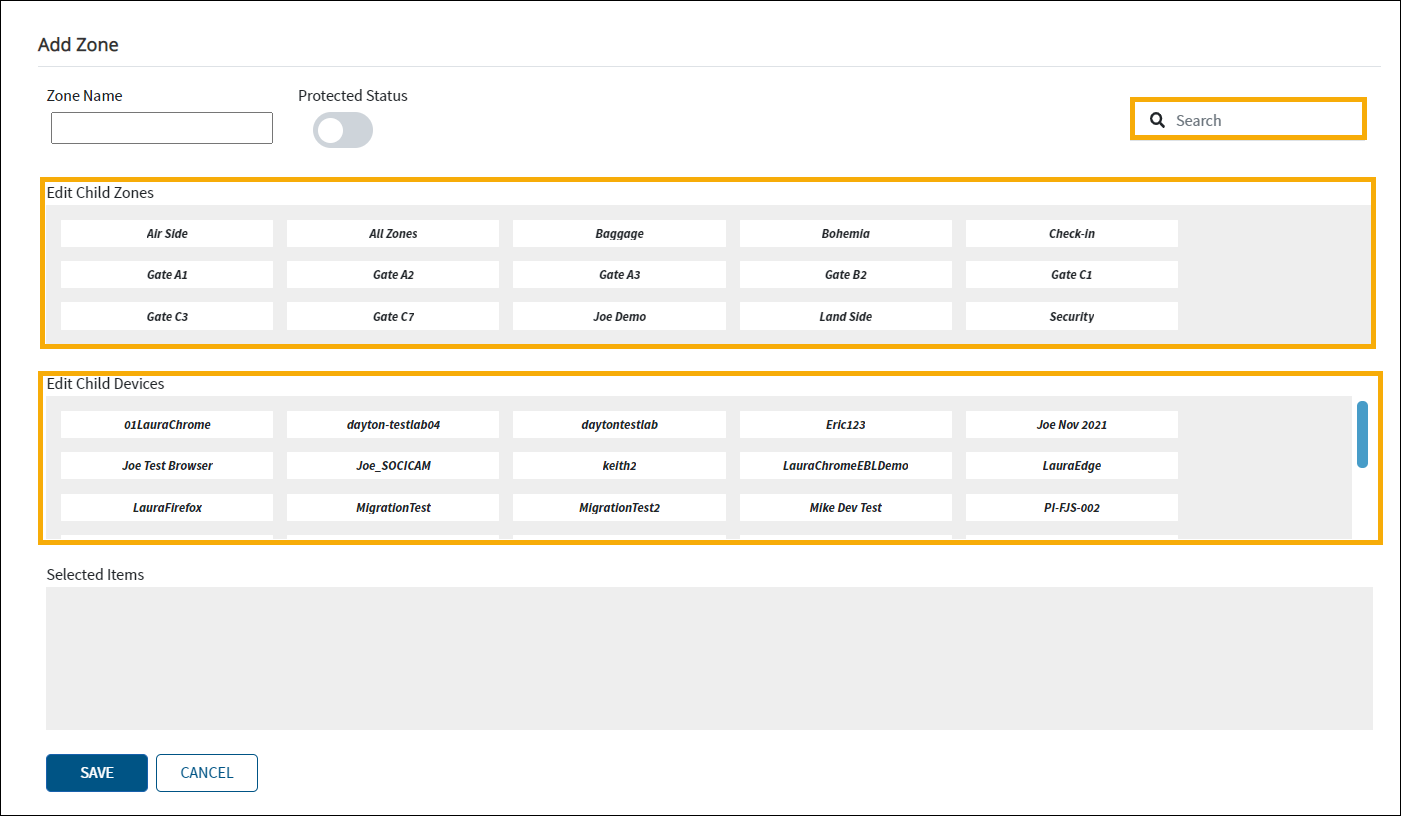 Add Zone
Zone Name
Protected Status
Search
Edit Child Zones
Air Side
All Zones
Baggage
Bohemia
Check-in
Gate A1
Gate A2
Gate A3
Gate B2
Gate C1
Gate C3
Gate C7
Joe Demo
Land Side
Security
Edit Child Devices
01LauraChrome
dayton-testlab04
daytontestlab
Eric123
Joe Nov 2021
Joe Test Browser
Joe_SOCICAM
keith2
LauraChromeEBLDemo
LauraEdge
LauraFirefox
MigrationTest
MigrationTest2
Mike Dev Test
PI-FJS-002
Selected Items
SAVE
CANCEL